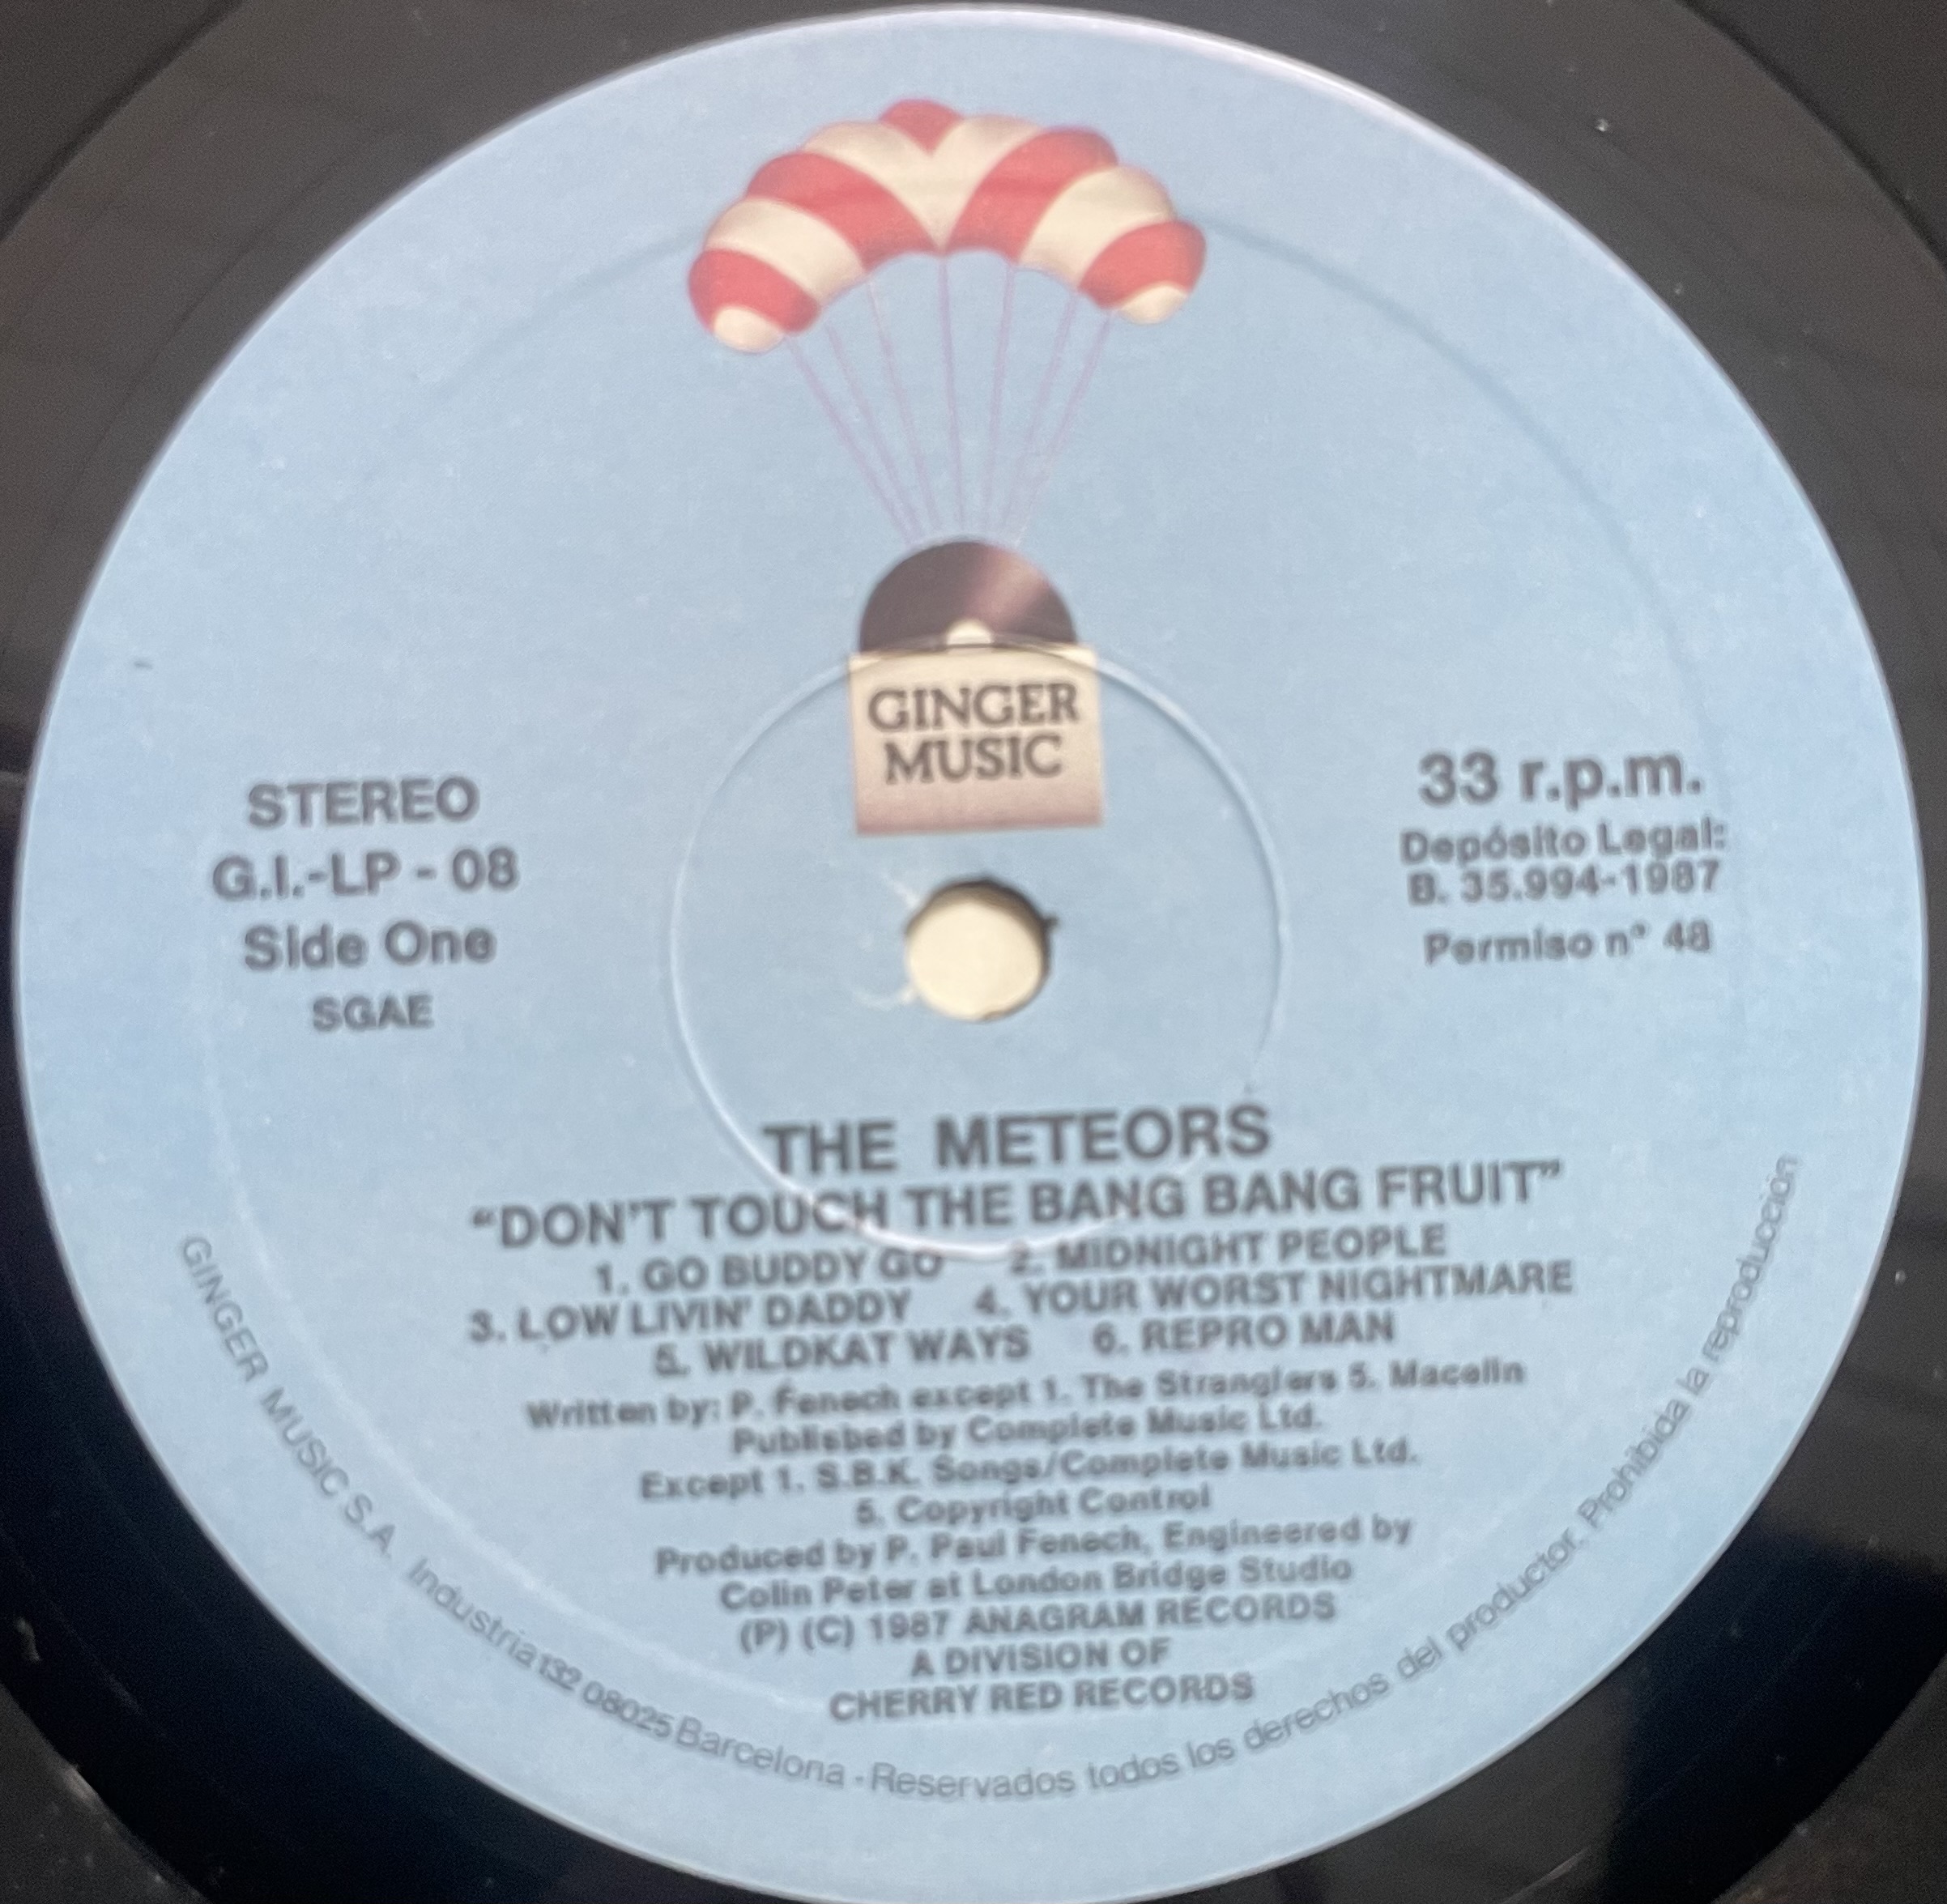 GINGER
MUSIC
STEREO
G.I.-LP - 08
Side One
SGAE
33 r.p.m.
Depósito Legal:
B. 35.994-1987
Permiso n° 48
THE METEORS
“DON'T TOUCH THE BANG BANG FRUIT”
1. GO BUDDY GO 2. MIDNIGHT PEOPLE
3. LOW LIVIN' DADDY 4. YOUR WORST NIGHTMARE
5. WILDKAT WAYS 6. REPRO MAN
Written by: P. Fenech except 1. The Stranglers 5. Macelin
Published by Complete Music Ltd.
Except 1. S.B.K. Songs/Complete Music Ltd.
5. Copyright Control
Produced by P. Paul Fenech, Engineered by
Colin Peter at London Bridge Studio
(P) (C) 1987 ANAGRAM RECORDS
A DIVISION OF
CHERRY RED RECORDS
GINGER MUSIC S.A. Industria 132 08025 Barcelona - Reservados todos los derechos del productor. Prohibida la reproducción